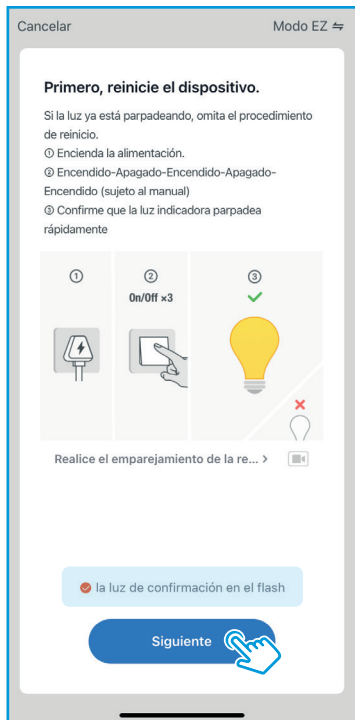 Cancelar
Modo EZ ⇋
Primero, reinicie el dispositivo.
Si la luz ya está parpadeando, omita el procedimiento
de reinicio.
① Encienda la alimentación.
② Encendido-Apagado-Encendido-Apagado-
Encendido (sujeto al manual)
③ Confirme que la luz indicadora parpadea
rápidamente
①
②
③
On/Off ×3
Realice el emparejamiento de la re... >
la luz de confirmación en el flash
Siguiente